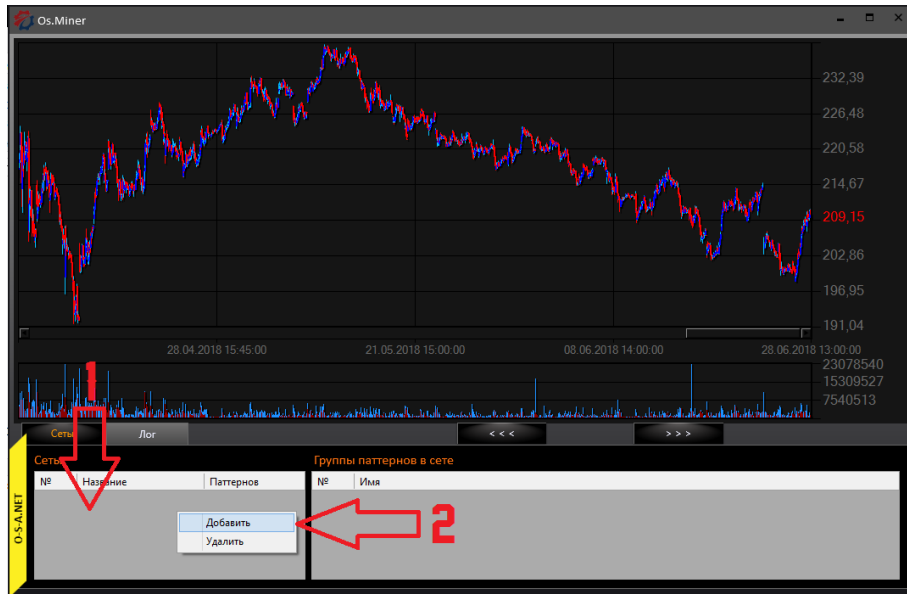 Os.Miner
232,39
226,48
220,58
214,67
209,15
202,86
196,95
191,04
28.04.2018 15:45:00 21.05.2018 15:00:00 08.06.2018 14:00:00 28.06.2018 13:00:00
23078540
15309527
7540513
1
Сеты Лог < < < > > >
Сеты Группы паттернов в сете
№ Название Паттернов № Имя
O-S-A.NET
Добавить
2
Удалить